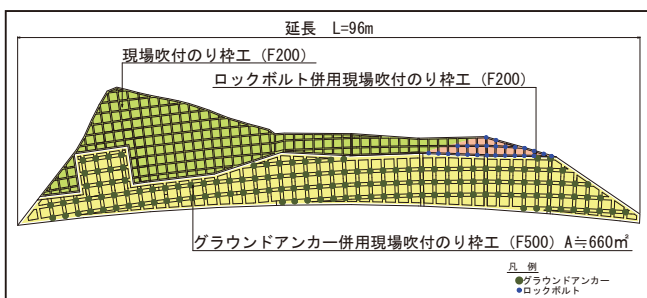 延長 L=96m
現場吹付のり枠工（F200）
ロックボルト併用現場吹付のり枠工（F200）
グラウンドアンカー併用現場吹付のり枠工（F500）A≒660㎡
凡 例
グラウンドアンカー
ロックボルト